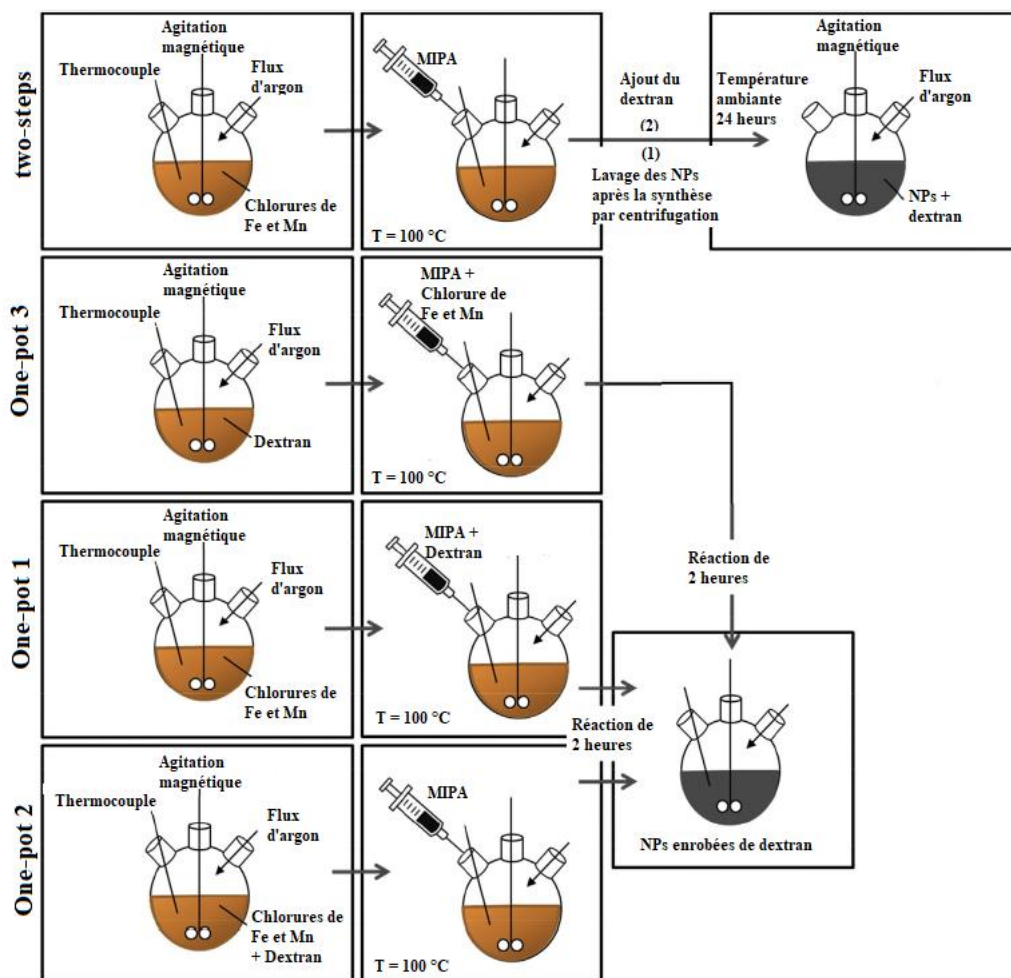 two-steps
Agitation
magnétique
Thermocouple
Flux
d'argon
Chlorures de
Fe et Mn
MIPA
T = 100 °C
Ajout du
dextran
(2)
(1)
Lavage des NPs
après la synthèse
par centrifugation
Température
ambiante
24 heurs
Agitation
magnétique
Flux
d'argon
NPs +
dextran
One-pot 3
Agitation
magnétique
Thermocouple
Flux
d'argon
Dextran
MIPA +
Chlorure de
Fe et Mn
T = 100 °C
One-pot 1
Agitation
magnétique
Thermocouple
Flux
d'argon
Chlorures de
Fe et Mn
MIPA +
Dextran
T = 100 °C
Réaction de
2 heures
Réaction de
2 heures
NPs enrobées de dextran
One-pot 2
Agitation
magnétique
Thermocouple
Flux
d'argon
Chlorures de
Fe et Mn
+ Dextran
MIPA
T = 100 °C